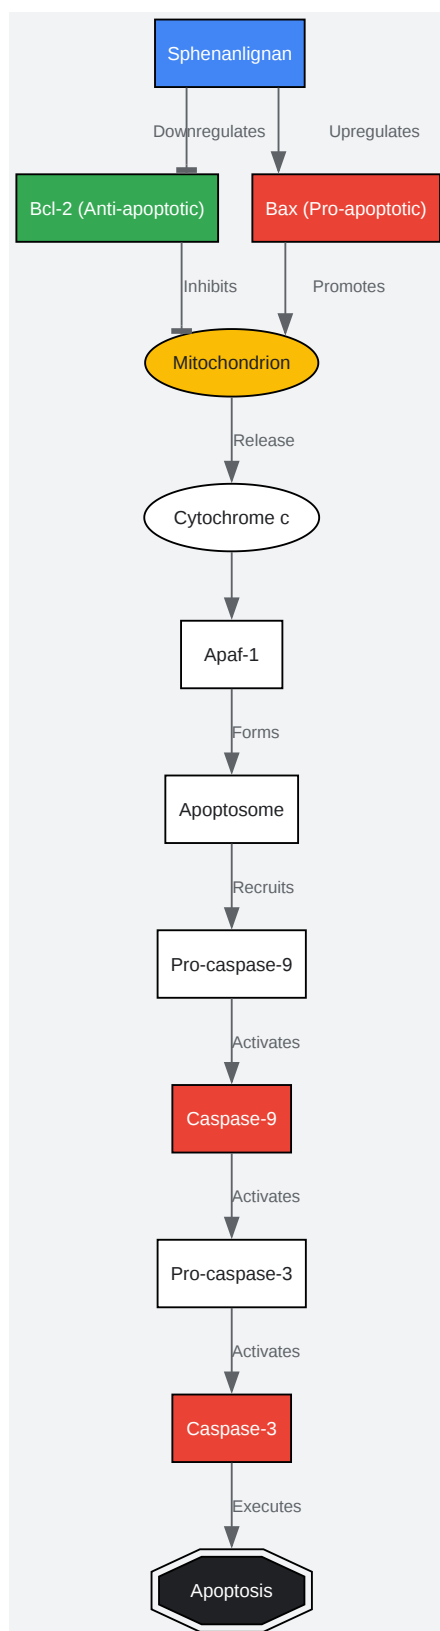 Sphenanlignan
Downregulates
Upregulates
Bcl-2 (Anti-apoptotic)
Bax (Pro-apoptotic)
Inhibits
Promotes
Mitochondrion
Release
Cytochrome c
Apaf-1
Forms
Apoptosome
Recruits
Pro-caspase-9
Activates
Caspase-9
Activates
Pro-caspase-3
Activates
Caspase-3
Executes
Apoptosis